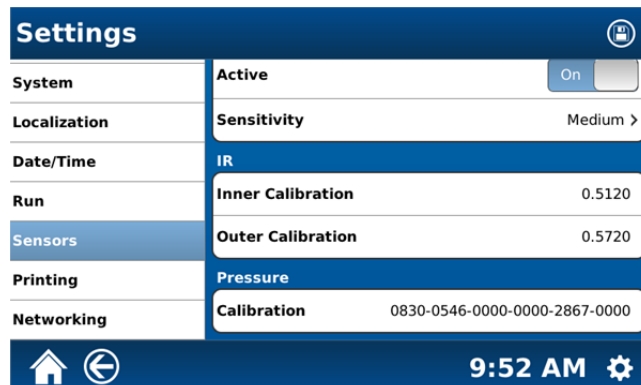 Settings
System
Localization
Date/Time
Run
Sensors
Printing
Networking
Active On
Sensitivity Medium >
IR
Inner Calibration 0.5120
Outer Calibration 0.5720
Pressure
Calibration 0830-0546-0000-0000-2867-0000
9:52 AM